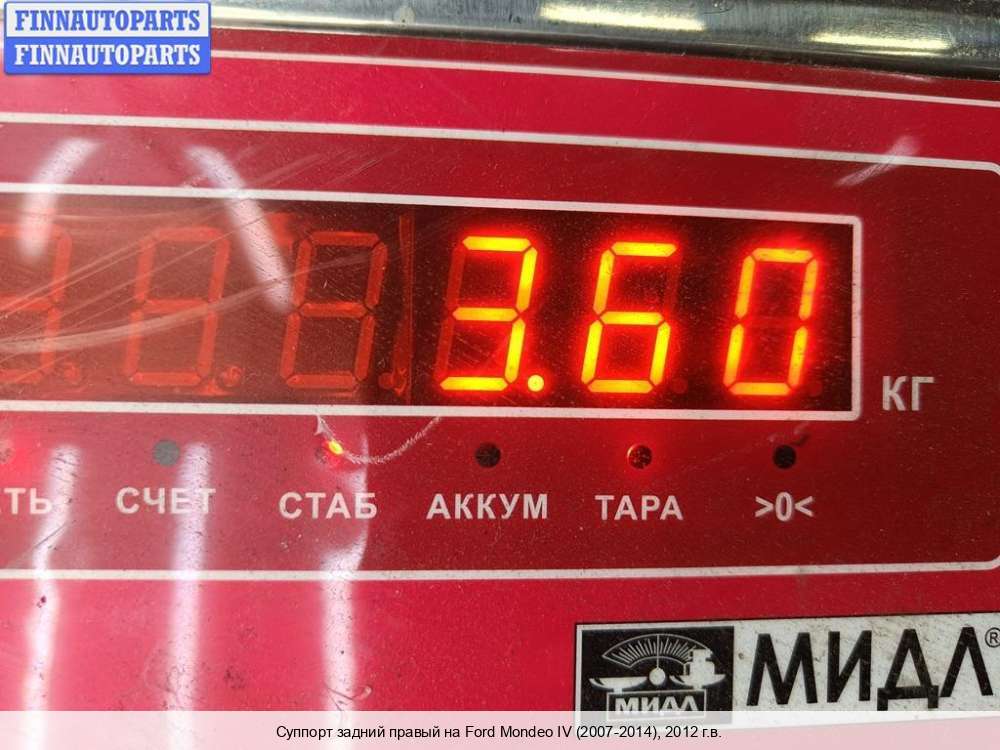 FINNAUTOPARTS
FINNAUTOPARTS
3.60
КГ
СЧЕТ СТАБ АККУМ ТАРА >0<
МИДЛ МИДЛ®
Суппорт задний правый на Ford Mondeo IV (2007-2014), 2012 г.в.